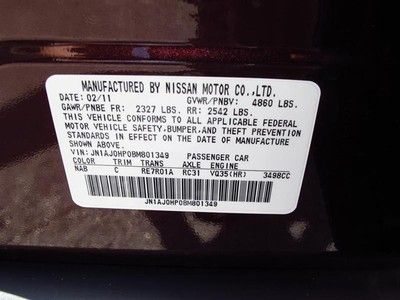 MANUFACTURED BY NISSAN MOTOR CO.,LTD.
DATE: 02/11 GVWR/PNBV: 4860 LBS.
GAWR/PNBE FR: 2327 LBS. RR: 2542 LBS.
THIS VEHICLE CONFORMS TO ALL APPLICABLE FEDERAL
MOTOR VEHICLE SAFETY, BUMPER, AND THEFT PREVENTION
STANDARDS IN EFFECT ON THE DATE OF MANUFACTURE
SHOWN ABOVE.
VIN: JN1AJ0HP0BM801349 PASSENGER CAR
COLOR TRIM TRANS AXLE ENGINE
NAB C RE7R01A RC31 VQ35(HR) 3498CC
JN1AJ0HP0BM801349